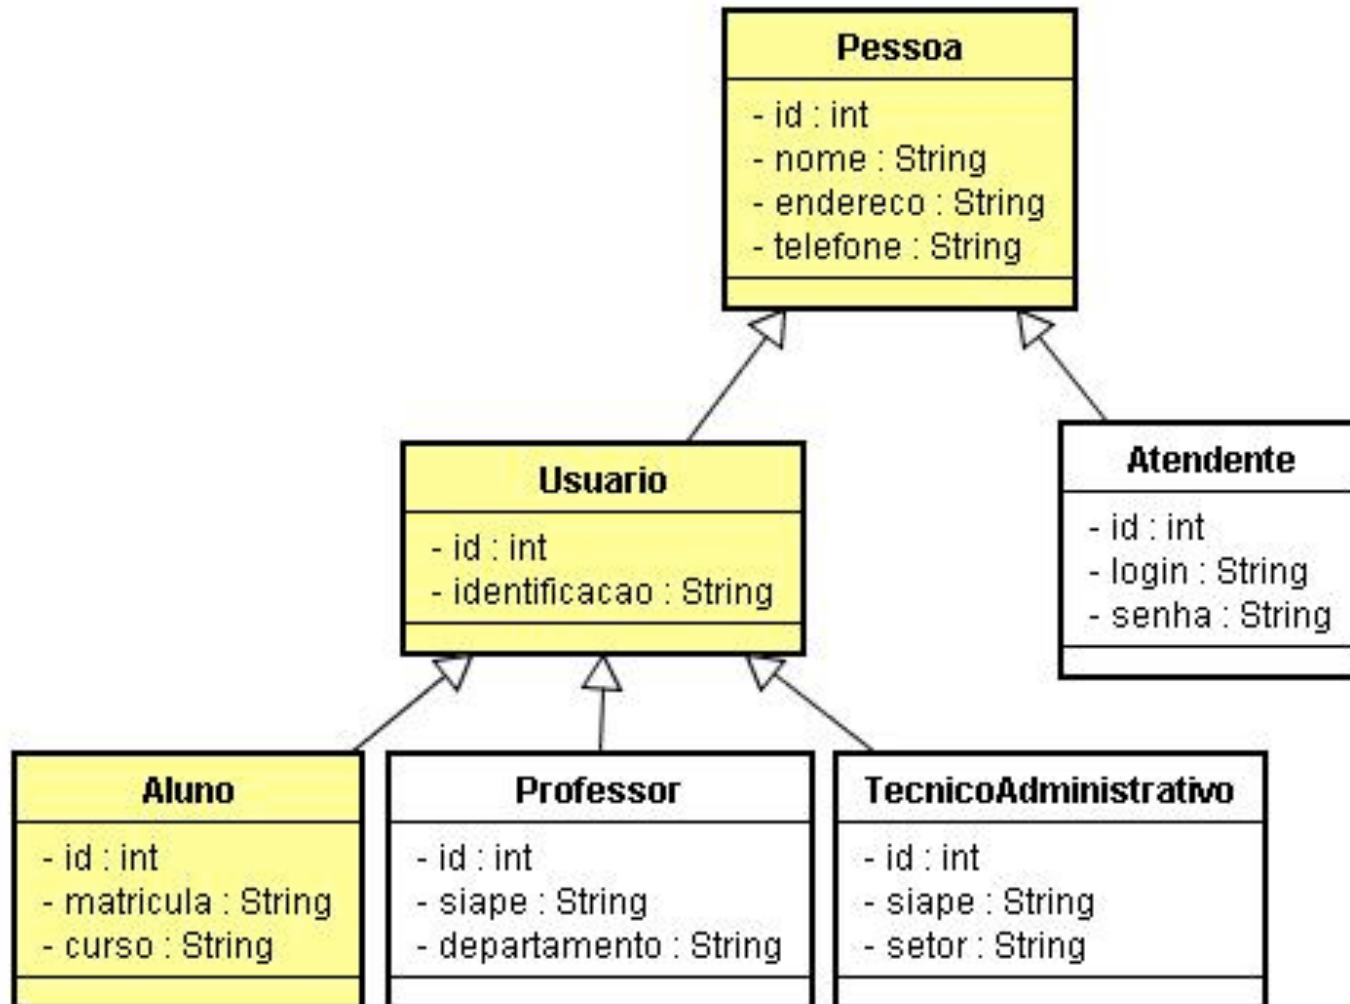 Pessoa
- id : int
- nome : String
- endereco : String
- telefone : String
Usuario
- id : int
- identificacao : String
Atendente
- id : int
- login : String
- senha : String
Aluno
- id : int
- matricula : String
- curso : String
Professor
- id : int
- siape : String
- departamento : String
TecnicoAdministrativo
- id : int
- siape : String
- setor : String